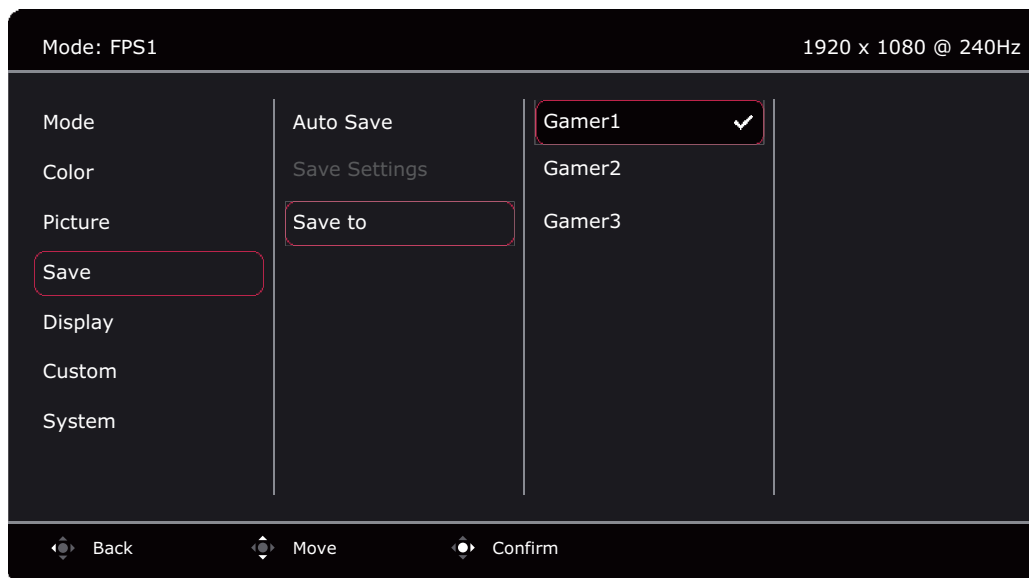 Mode: FPS1
1920 x 1080 @ 240Hz
Mode
Color
Picture
Save
Display
Custom
System
Auto Save
Save Settings
Save to
Gamer1
Gamer2
Gamer3
Back
Move
Confirm